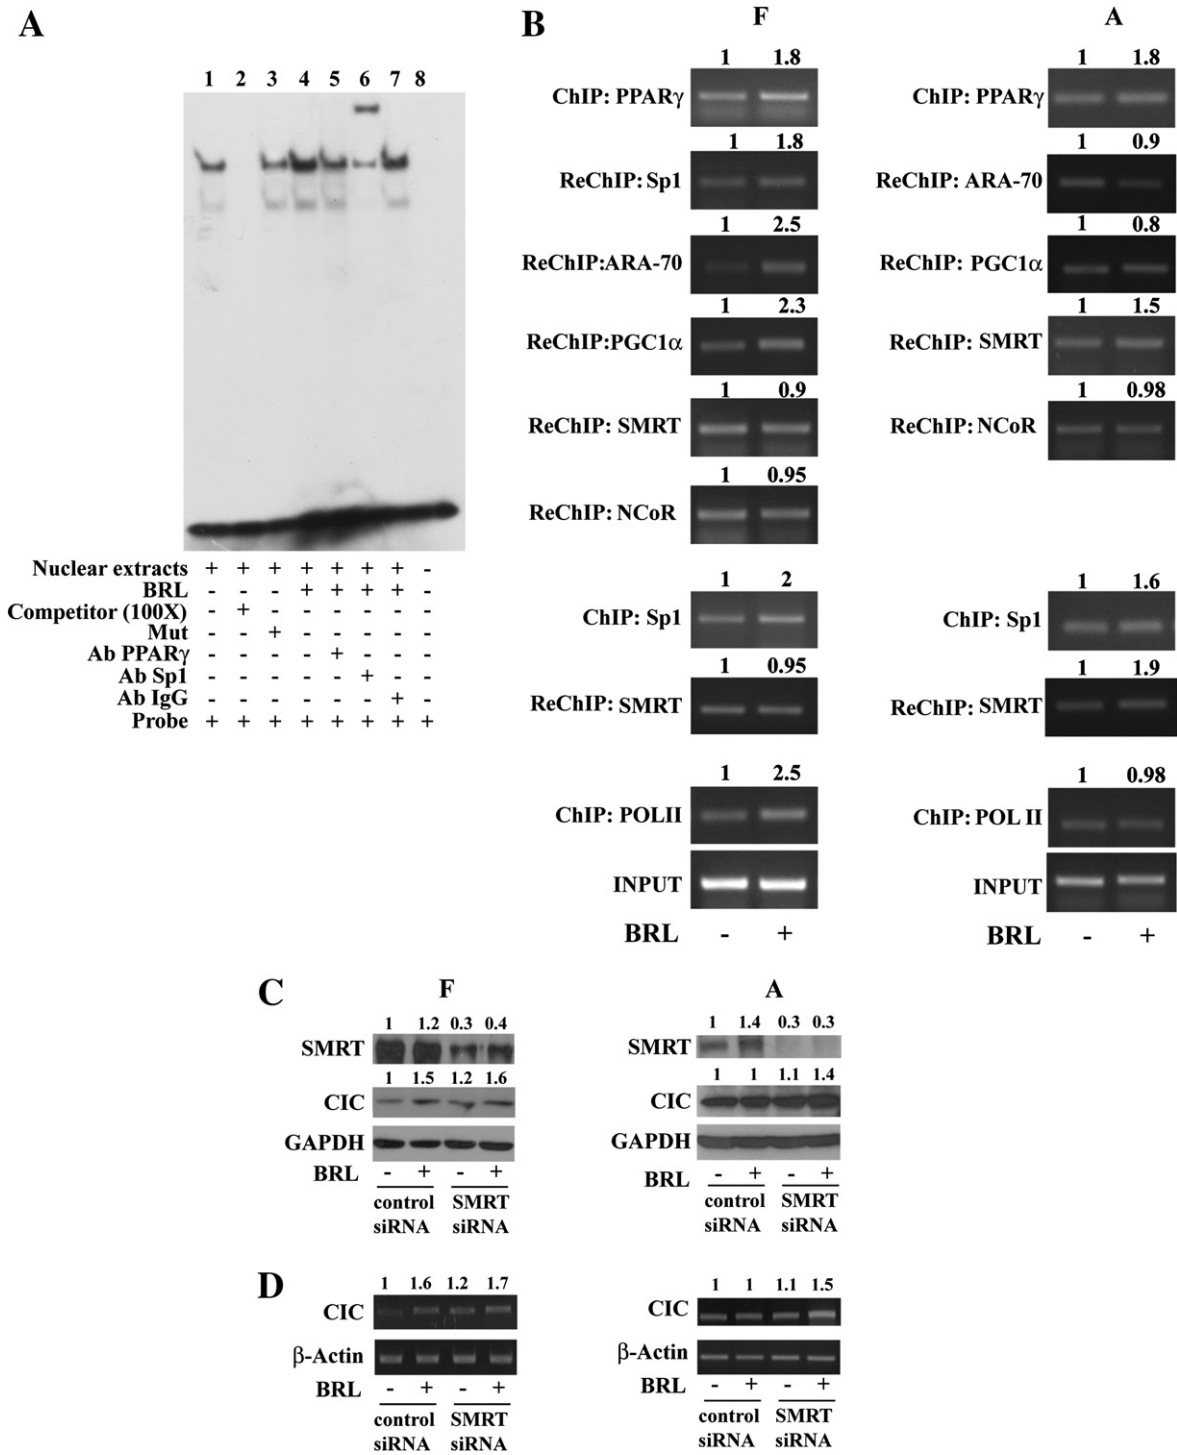 A
1 2 3 4 5 6 7 8
Nuclear extracts + + + + + + + -
BRL - - - + + + + -
Competitor (100X) - + - - - - - -
Mut - - + - - - - -
Ab PPARγ - - - - + - - -
Ab Sp1 - - - - - + - -
Ab IgG - - - - - - + -
Probe + + + + + + + +
B
F
1 1.8
ChIP: PPARγ
1 1.8
ReChIP: Sp1
1 2.5
ReChIP:ARA-70
1 2.3
ReChIP:PGC1α
1 0.9
ReChIP: SMRT
1 0.95
ReChIP: NCoR
1 2
ChIP: Sp1
1 0.95
ReChIP: SMRT
1 2.5
ChIP: POLII
INPUT
BRL - +
A
1 1.8
ChIP: PPARγ
1 0.9
ReChIP: ARA-70
1 0.8
ReChIP: PGC1α
1 1.5
ReChIP: SMRT
1 0.98
ReChIP: NCoR
1 1.6
ChIP: Sp1
1 1.9
ReChIP: SMRT
1 0.98
ChIP: POL II
INPUT
BRL - +
C
F
1 1.2 0.3 0.4
SMRT
1 1.5 1.2 1.6
CIC
GAPDH
BRL - + - +
control SMRT
siRNA siRNA
A
1 1.4 0.3 0.3
SMRT
1 1 1.1 1.4
CIC
GAPDH
BRL - + - +
control SMRT
siRNA siRNA
D
1 1.6 1.2 1.7
CIC
β-Actin
BRL - + - +
control SMRT
siRNA siRNA
1 1 1.1 1.5
CIC
β-Actin
BRL - + - +
control SMRT
siRNA siRNA